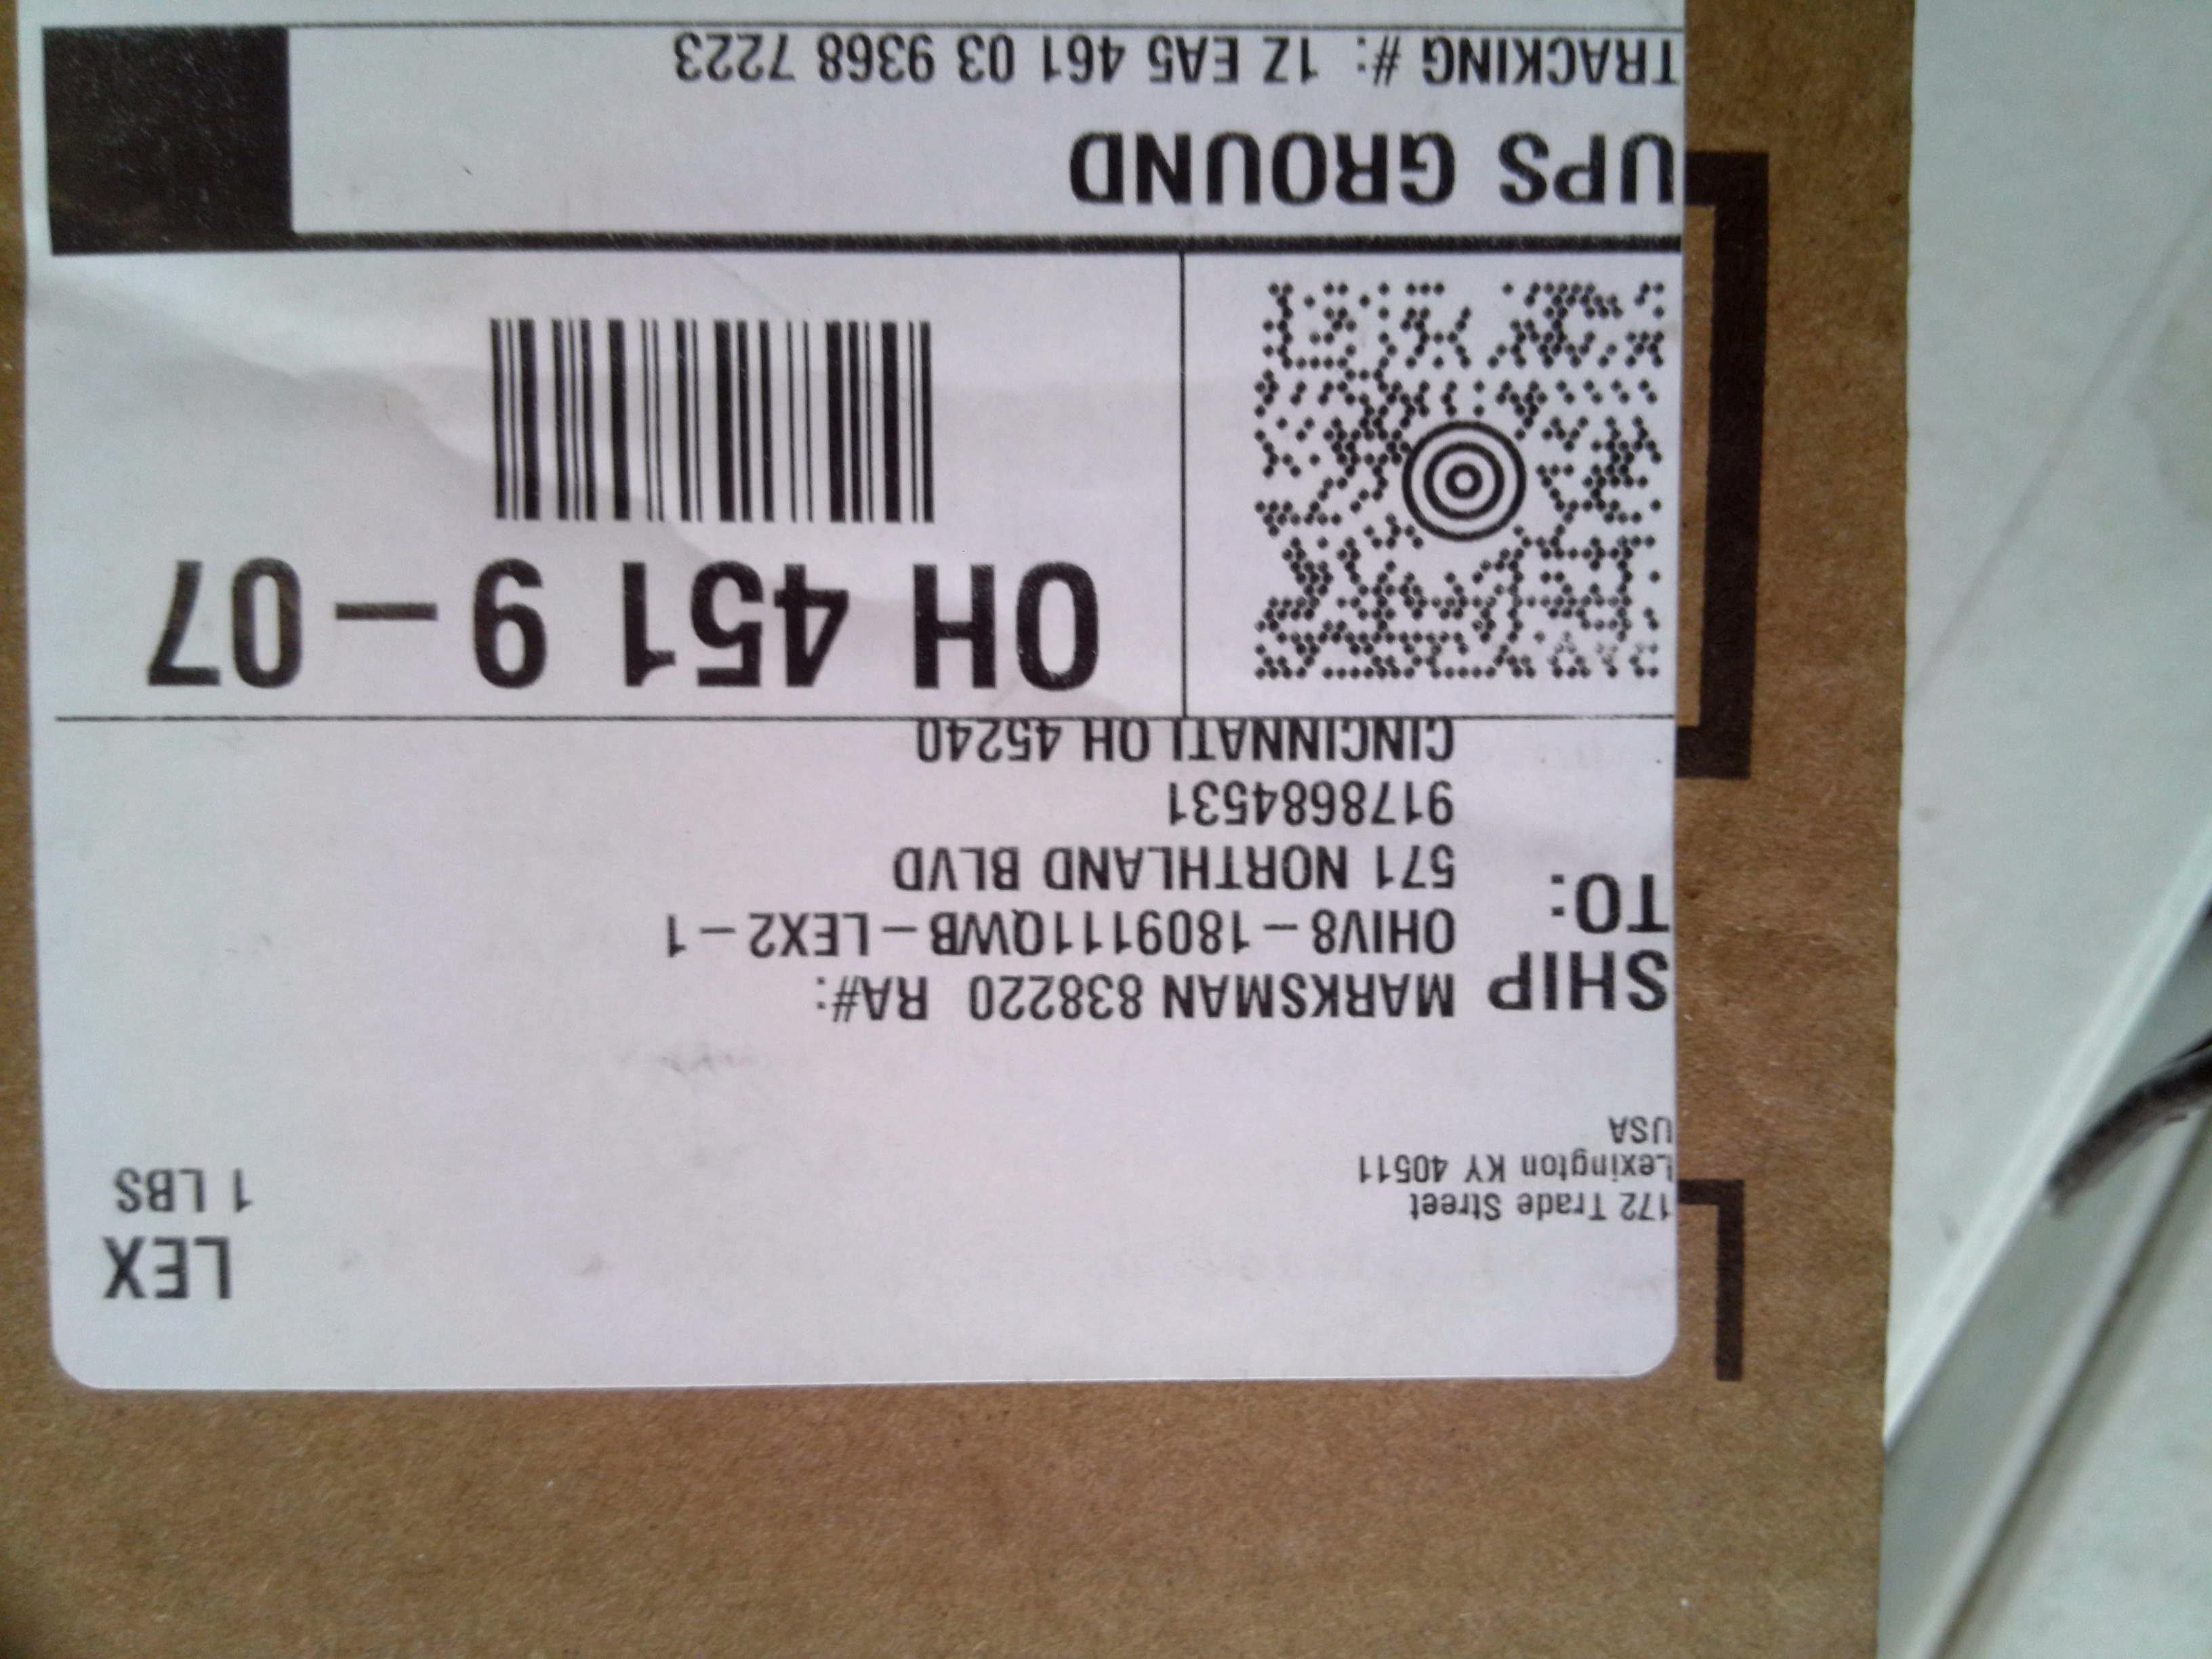 LEX
1 LBS
172 Trade Street
Lexington KY 40511
USA
SHIP TO:
MARKSMAN 838220 RA#:
OHIV8-1809111QWB-LEX2-1
571 NORTHLAND BLVD
9178684531
CINCINNATI OH 45240
OH 451 9-07
UPS GROUND
TRACKING #: 1Z EA5 461 03 9368 7223